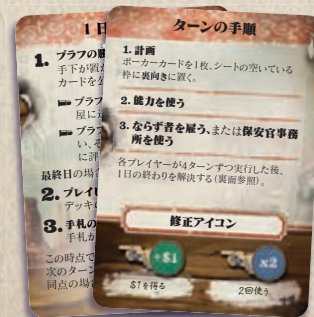 1日
1. ブラフの
手下が置か
カードを公
ブラフ
屋に
ブラフ
い、そ
に評
最終日の場合
2. プレイ
デッキ
3. 手札の
手札が
この時点で
次のターン
同点の場
ターンの手順
1. 計画
ポーカーカードを1枚、シートの空いている
枠に裏向きに置く。
2. 能力を使う
3. ならず者を雇う、または保安官事務
所を使う
各プレイヤーが4ターンずつ実行した後、
1日の終わりを解決する(裏面参照)。
修正アイコン
+$1
x2
$1を得る
2回使う